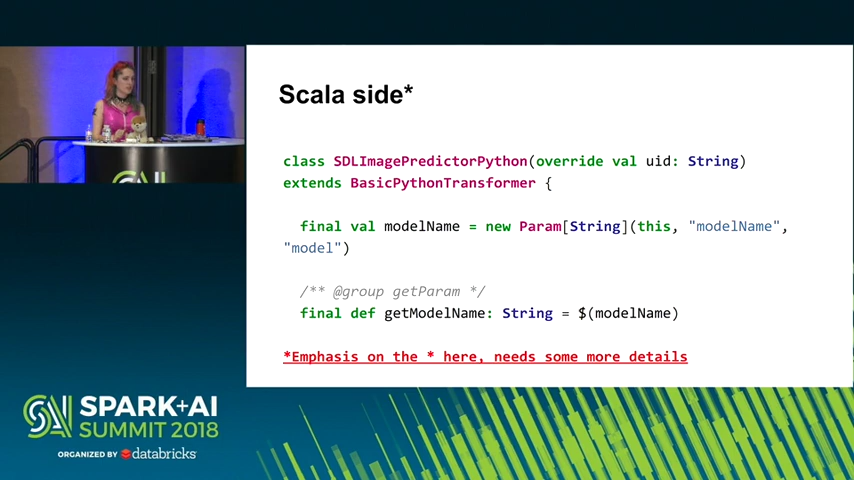 Scala side*
class SDLImagePredictorPython(override val uid: String)
extends BasicPythonTransformer {
final val modelName = new Param[String](this, "modelName",
"model")
/** @group getParam */
final def getModelName: String = $(modelName)
*Emphasis on the * here, needs some more details
SPARK+AI
SUMMIT 2018
ORGANIZED BY databricks